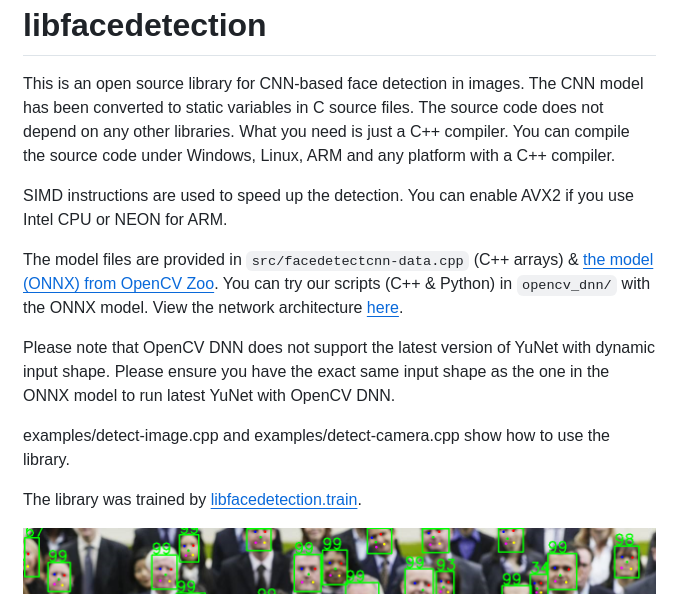 libfacedetection
This is an open source library for CNN-based face detection in images. The CNN model
has been converted to static variables in C source files. The source code does not
depend on any other libraries. What you need is just a C++ compiler. You can compile
the source code under Windows, Linux, ARM and any platform with a C++ compiler.
SIMD instructions are used to speed up the detection. You can enable AVX2 if you use
Intel CPU or NEON for ARM.
The model files are provided in src/facedetectcnn-data.cpp (C++ arrays) & the model
(ONNX) from OpenCV Zoo. You can try our scripts (C++ & Python) in opencv_dnn/ with
the ONNX model. View the network architecture here.
Please note that OpenCV DNN does not support the latest version of YuNet with dynamic
input shape. Please ensure you have the exact same input shape as the one in the
ONNX model to run latest YuNet with OpenCV DNN.
examples/detect-image.cpp and examples/detect-camera.cpp show how to use the
library.
The library was trained by libfacedetection.train.
99 99 98
99 99 99
99 99